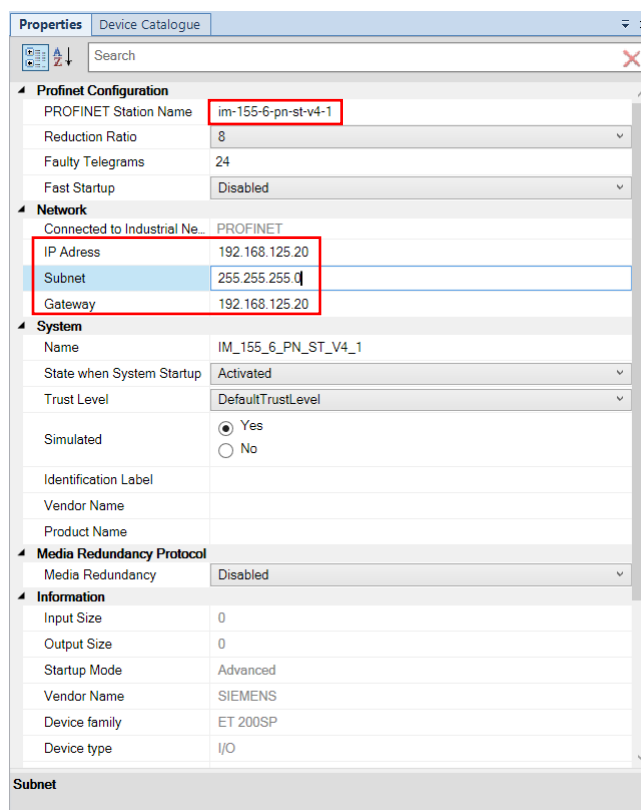 Properties Device Catalogue
Search
Profinet Configuration
PROFINET Station Name im-155-6-pn-st-v4-1
Reduction Ratio 8
Faulty Telegrams 24
Fast Startup Disabled
Network
Connected to Industrial Ne... PROFINET
IP Adress 192.168.125.20
Subnet 255.255.255.0
Gateway 192.168.125.20
System
Name IM_155_6_PN_ST_V4_1
State when System Startup Activated
Trust Level DefaultTrustLevel
Simulated Yes
No
Identification Label
Vendor Name
Product Name
Media Redundancy Protocol
Media Redundancy Disabled
Information
Input Size 0
Output Size 0
Startup Mode Advanced
Vendor Name SIEMENS
Device family ET 200SP
Device type I/O
Subnet